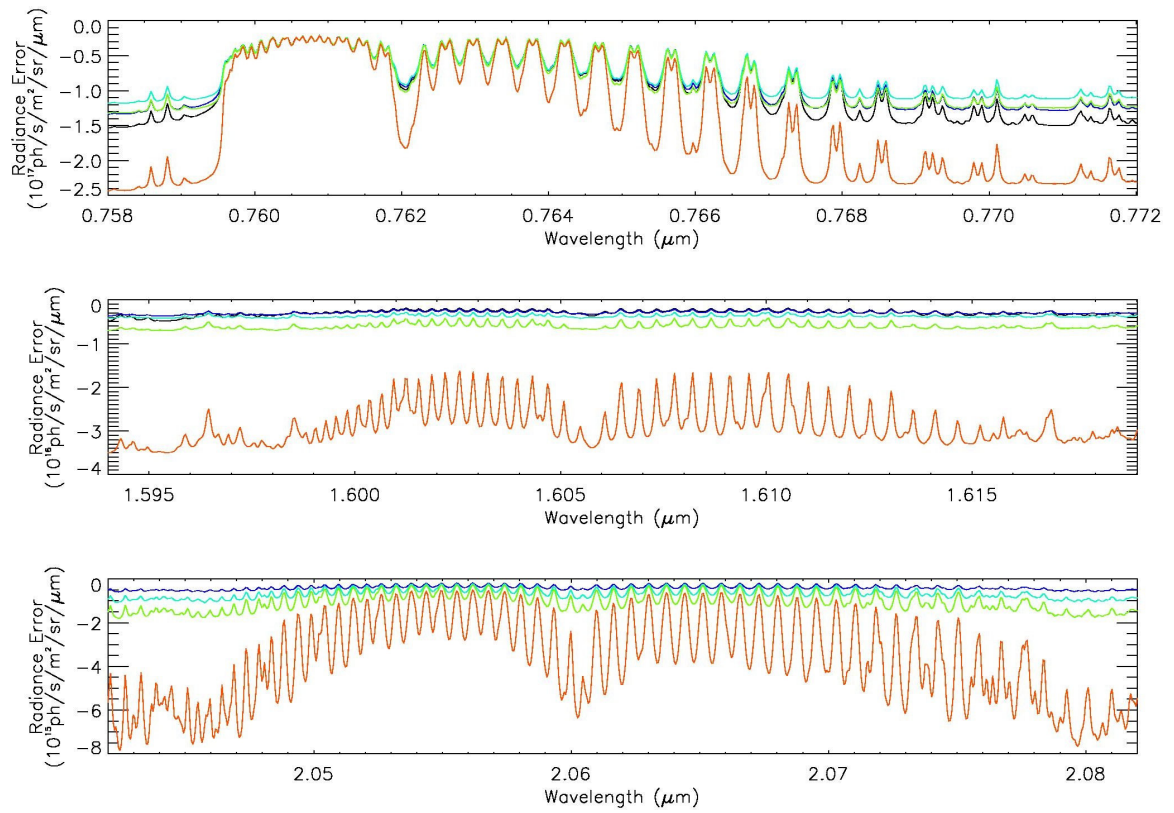 Radiance Error
(10¹⁷ph/s/m²/sr/μm)
0.0
−0.5
−1.0
−1.5
−2.0
−2.5
0.758 0.760 0.762 0.764 0.766 0.768 0.770 0.772
Wavelength (μm)
Radiance Error
(10¹⁶ph/s/m²/sr/μm)
0
−1
−2
−3
−4
1.595 1.600 1.605 1.610 1.615
Wavelength (μm)
Radiance Error
(10¹⁵ph/s/m²/sr/μm)
0
−2
−4
−6
−8
2.05 2.06 2.07 2.08
Wavelength (μm)